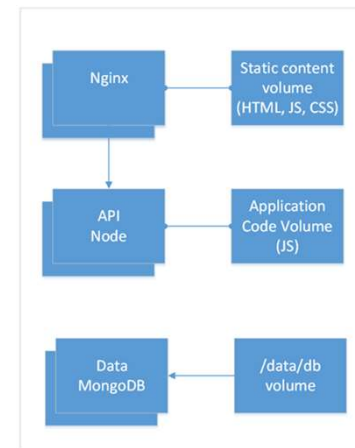 Nginx
Static content
volume
(HTML, JS, CSS)
API
Node
Application
Code Volume
(JS)
Data
MongoDB
/data/db
volume